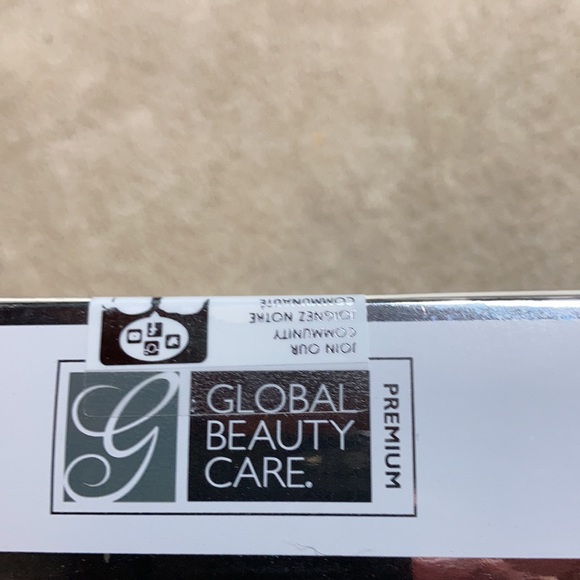 JOIN OUR
COMMUNITY
JOIGNEZ NOTRE
COMMUNAUTÉ
G
GLOBAL
BEAUTY
CARE.
PREMIUM